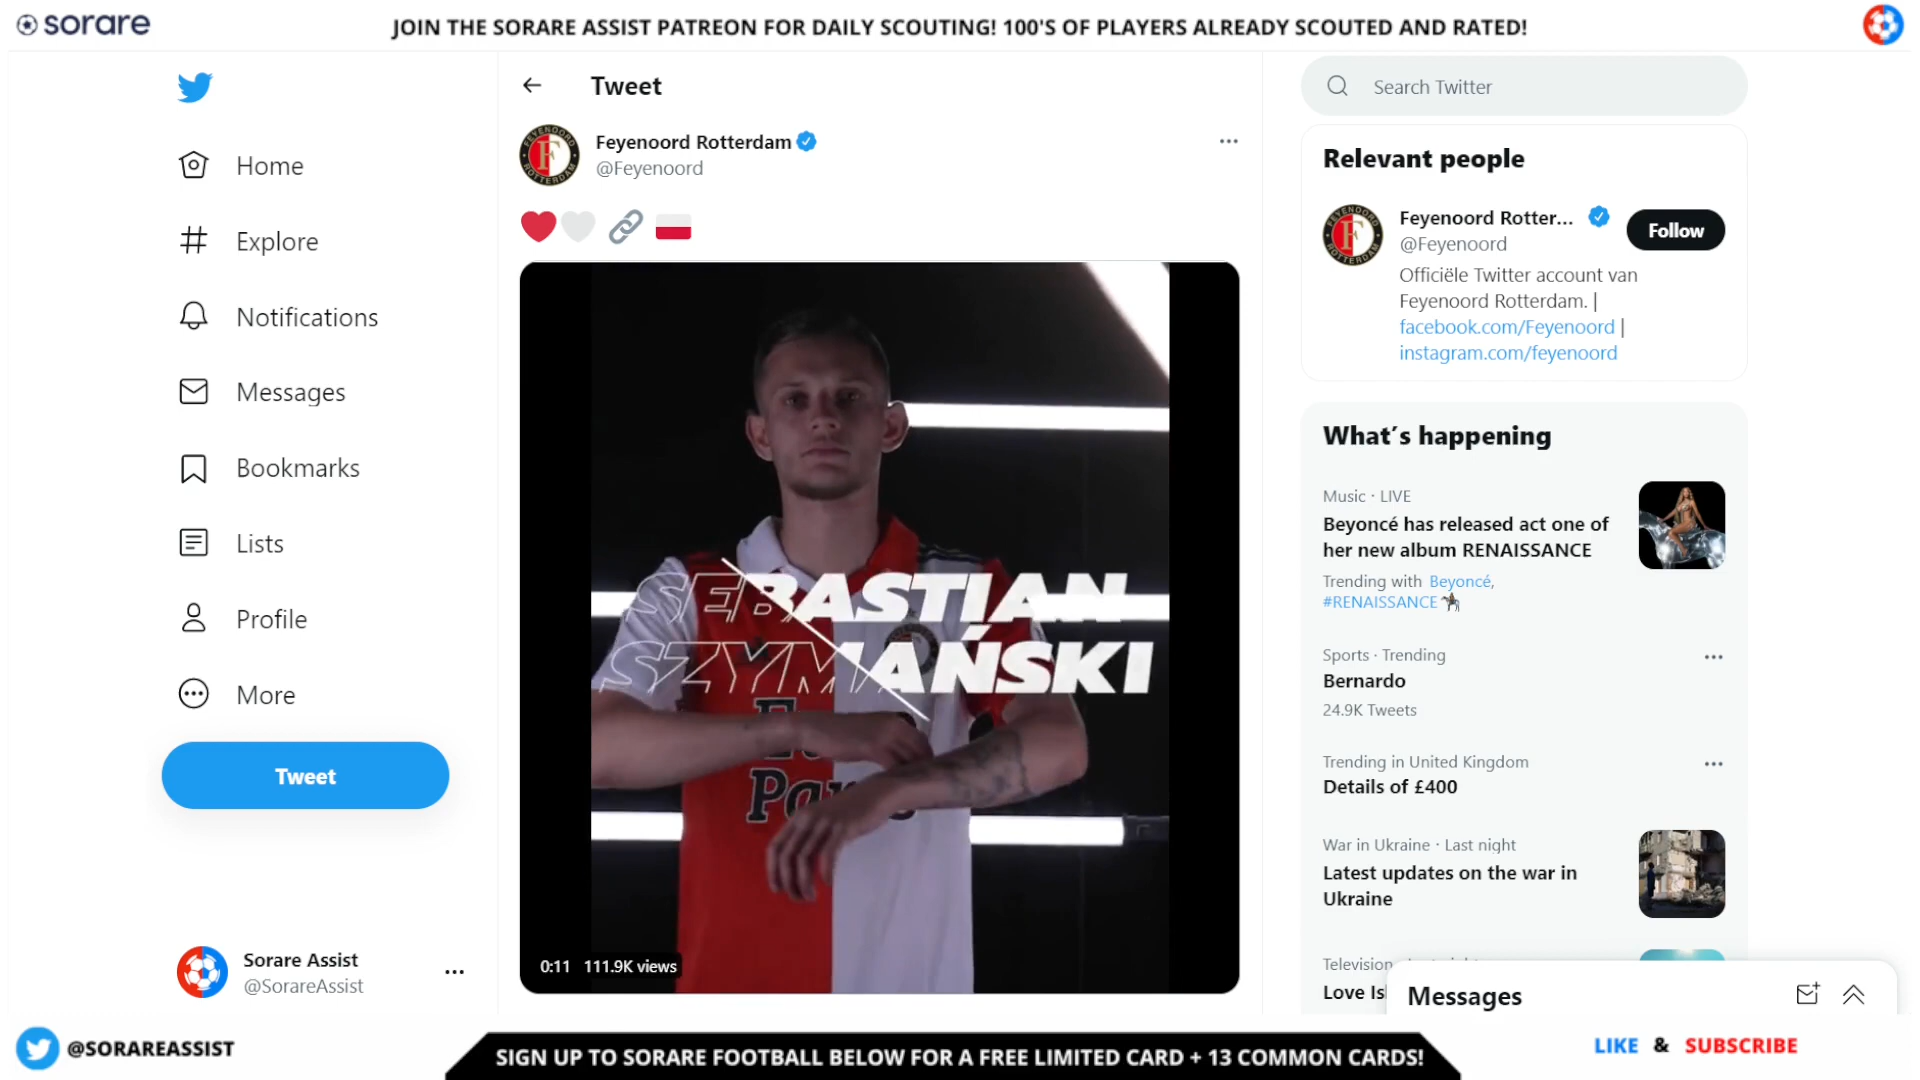 sorare
JOIN THE SORARE ASSIST PATREON FOR DAILY SCOUTING! 100'S OF PLAYERS ALREADY SCOUTED AND RATED!
Home
Explore
Notifications
Messages
Bookmarks
Lists
Profile
More
Tweet
Sorare Assist
@SorareAssist
Tweet
Feyenoord Rotterdam
@Feyenoord
SEBASTIAN
SZYMAŃSKI
0:11 111.9K views
Search Twitter
Relevant people
Feyenoord Rotter...
@Feyenoord
Follow
Officiële Twitter account van
Feyenoord Rotterdam. |
facebook.com/Feyenoord |
instagram.com/feyenoord
What's happening
Music · LIVE
Beyoncé has released act one of
her new album RENAISSANCE
Trending with Beyoncé,
#RENAISSANCE
Sports · Trending
Bernardo
24.9K Tweets
Trending in United Kingdom
Details of £400
War in Ukraine · Last night
Latest updates on the war in
Ukraine
Television
Love
Messages
@SORAREASSIST
SIGN UP TO SORARE FOOTBALL BELOW FOR A FREE LIMITED CARD + 13 COMMON CARDS!
LIKE & SUBSCRIBE